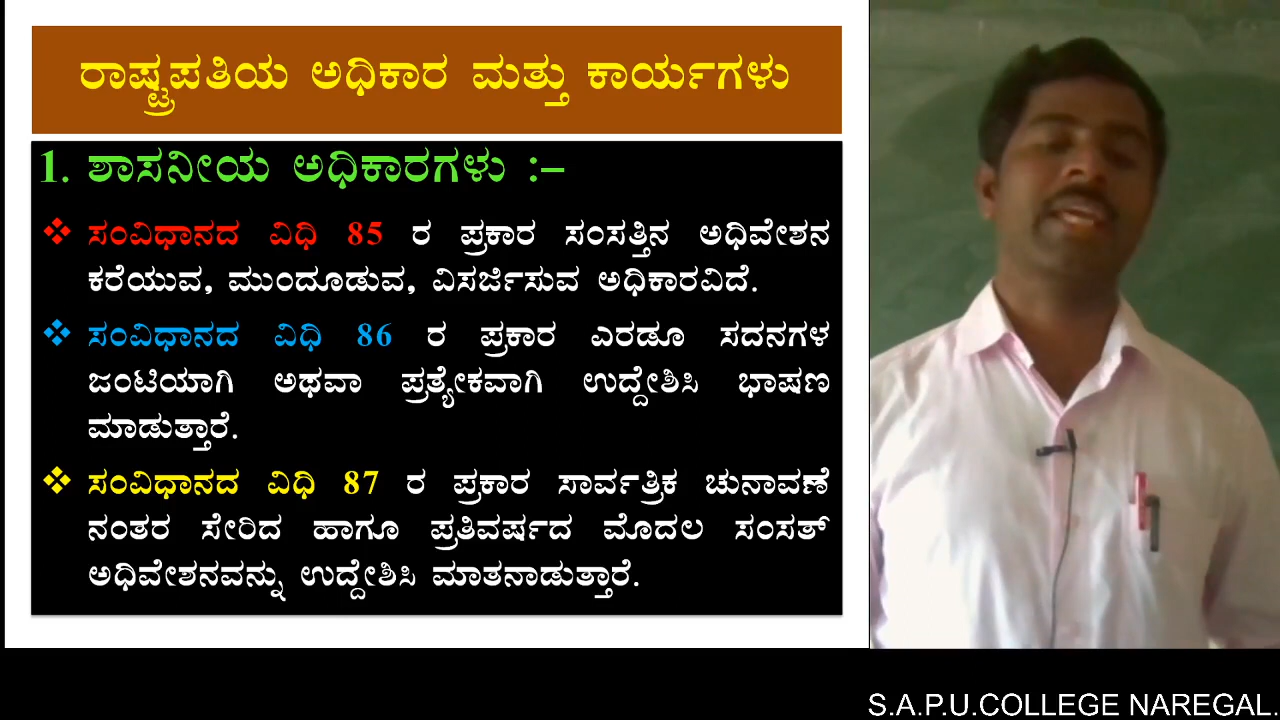 ರಾಷ್ಟ್ರಪತಿಯ ಅಧಿಕಾರ ಮತ್ತು ಕಾರ್ಯಗಳು
1. ಶಾಸನೀಯ ಅಧಿಕಾರಗಳು :–
❖ ಸಂವಿಧಾನದ ವಿಧಿ 85 ರ ಪ್ರಕಾರ ಸಂಸತ್ತಿನ ಅಧಿವೇಶನ
ಕರೆಯುವ, ಮುಂದೂಡುವ, ವಿಸರ್ಜಿಸುವ ಅಧಿಕಾರವಿದೆ.
❖ ಸಂವಿಧಾನದ ವಿಧಿ 86 ರ ಪ್ರಕಾರ ಎರಡೂ ಸದನಗಳ
ಜಂಟಿಯಾಗಿ ಅಥವಾ ಪ್ರತ್ಯೇಕವಾಗಿ ಉದ್ದೇಶಿಸಿ ಭಾಷಣ
ಮಾಡುತ್ತಾರೆ.
❖ ಸಂವಿಧಾನದ ವಿಧಿ 87 ರ ಪ್ರಕಾರ ಸಾರ್ವತ್ರಿಕ ಚುನಾವಣೆ
ನಂತರ ಸೇರಿದ ಹಾಗೂ ಪ್ರತಿವರ್ಷದ ಮೊದಲ ಸಂಸತ್
ಅಧಿವೇಶನವನ್ನು ಉದ್ದೇಶಿಸಿ ಮಾತನಾಡುತ್ತಾರೆ.
S.A.P.U.COLLEGE NAREGAL.